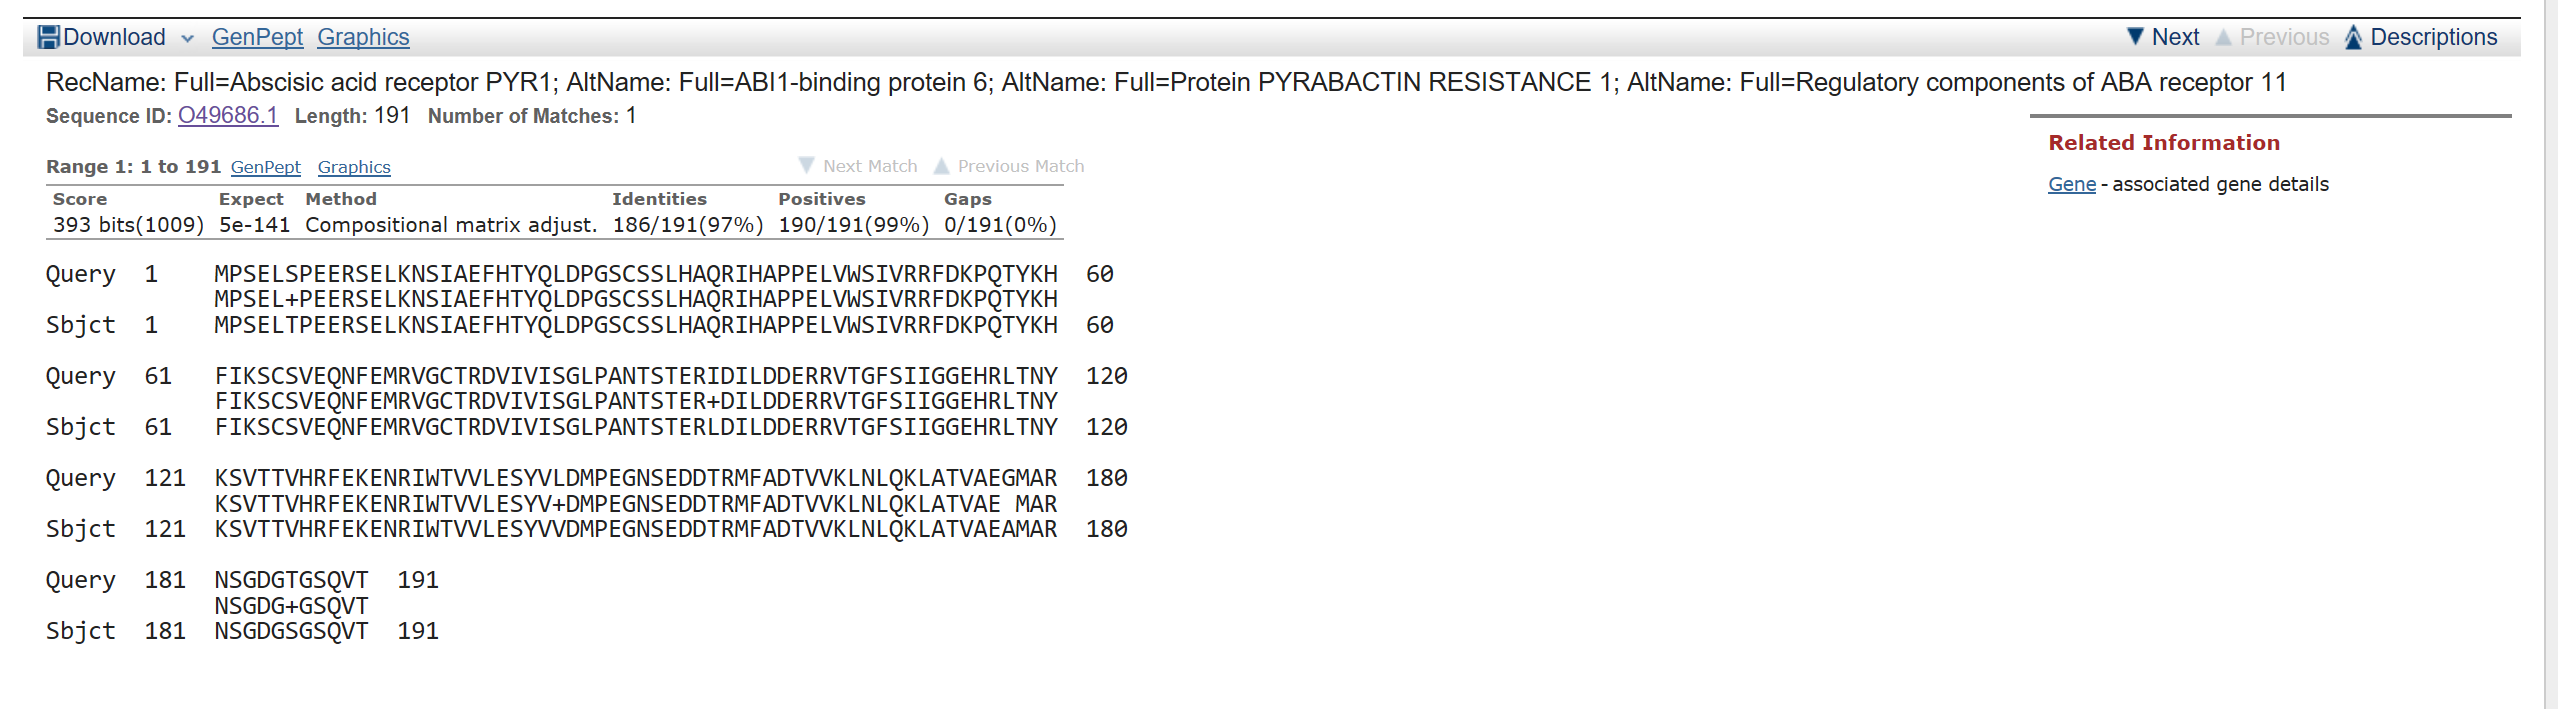 Download GenPept Graphics Next Previous Descriptions
RecName: Full=Abscisic acid receptor PYR1; AltName: Full=ABI1-binding protein 6; AltName: Full=Protein PYRABACTIN RESISTANCE 1; AltName: Full=Regulatory components of ABA receptor 11
Sequence ID: O49686.1 Length: 191 Number of Matches: 1
Related Information
Gene - associated gene details
Range 1: 1 to 191 GenPept Graphics Next Match Previous Match
Score Expect Method Identities Positives Gaps
393 bits(1009) 5e-141 Compositional matrix adjust. 186/191(97%) 190/191(99%) 0/191(0%)
Query 1 MPSELSPEERSELKNSIAEFHTYQLDPGSCSSLHAQRIHAPPELVWSIVRRFDKPQTYKH 60
MPSEL+PEERSELKNSIAEFHTYQLDPGSCSSLHAQRIHAPPELVWSIVRRFDKPQTYKH
Sbjct 1 MPSELTPEERSELKNSIAEFHTYQLDPGSCSSLHAQRIHAPPELVWSIVRRFDKPQTYKH 60
Query 61 FIKSCSVEQNFEMRVGCTRDVIVISGLPANTSTERIDILDDERRVTGFSIIGGEHRLTNY 120
FIKSCSVEQNFEMRVGCTRDVIVISGLPANTSTER+DILDDERRVTGFSIIGGEHRLTNY
Sbjct 61 FIKSCSVEQNFEMRVGCTRDVIVISGLPANTSTERLDILDDERRVTGFSIIGGEHRLTNY 120
Query 121 KSVTTVHRFEKENRIWTVVLESYVLDMPEGNSEDDTRMFADTVVKLNLQKLATVAEGMAR 180
KSVTTVHRFEKENRIWTVVLESYV+DMPEGNSEDDTRMFADTVVKLNLQKLATVAE MAR
Sbjct 121 KSVTTVHRFEKENRIWTVVLESYVVDMPEGNSEDDTRMFADTVVKLNLQKLATVAEAMAR 180
Query 181 NSGDGTGSQVT 191
NSGDG+GSQVT
Sbjct 181 NSGDGSGSQVT 191